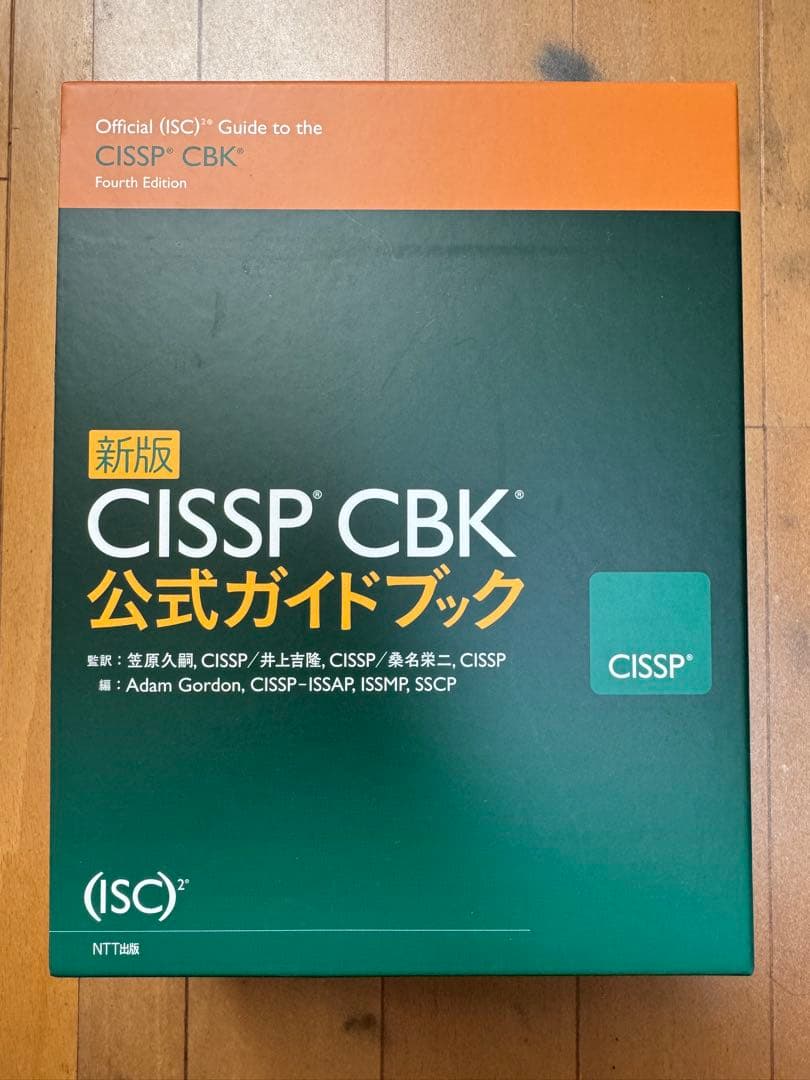 Official (ISC)²® Guide to the
CISSP® CBK®
Fourth Edition
新版
CISSP® CBK®
公式ガイドブック
監訳：笠原久嗣, CISSP／井上吉隆, CISSP／桑名栄二, CISSP
編：Adam Gordon, CISSP–ISSAP, ISSMP, SSCP
CISSP®
(ISC)²®
NTT出版